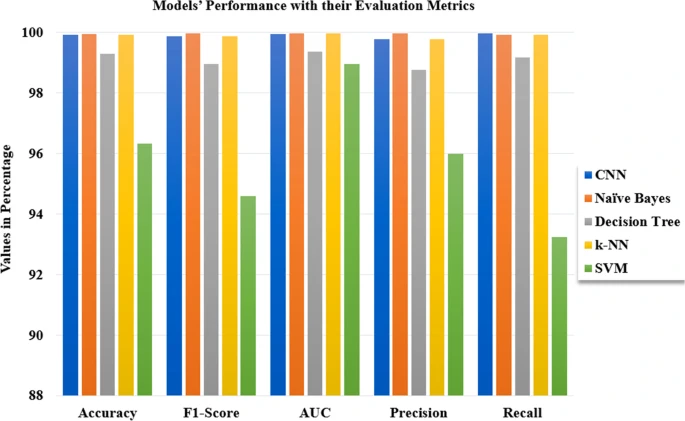 Models' Performance with their Evaluation Metrics
Values in Percentage
100
98
96
94
92
90
88
Accuracy
F1-Score
AUC
Precision
Recall
CNN
Naïve Bayes
Decision Tree
k-NN
SVM